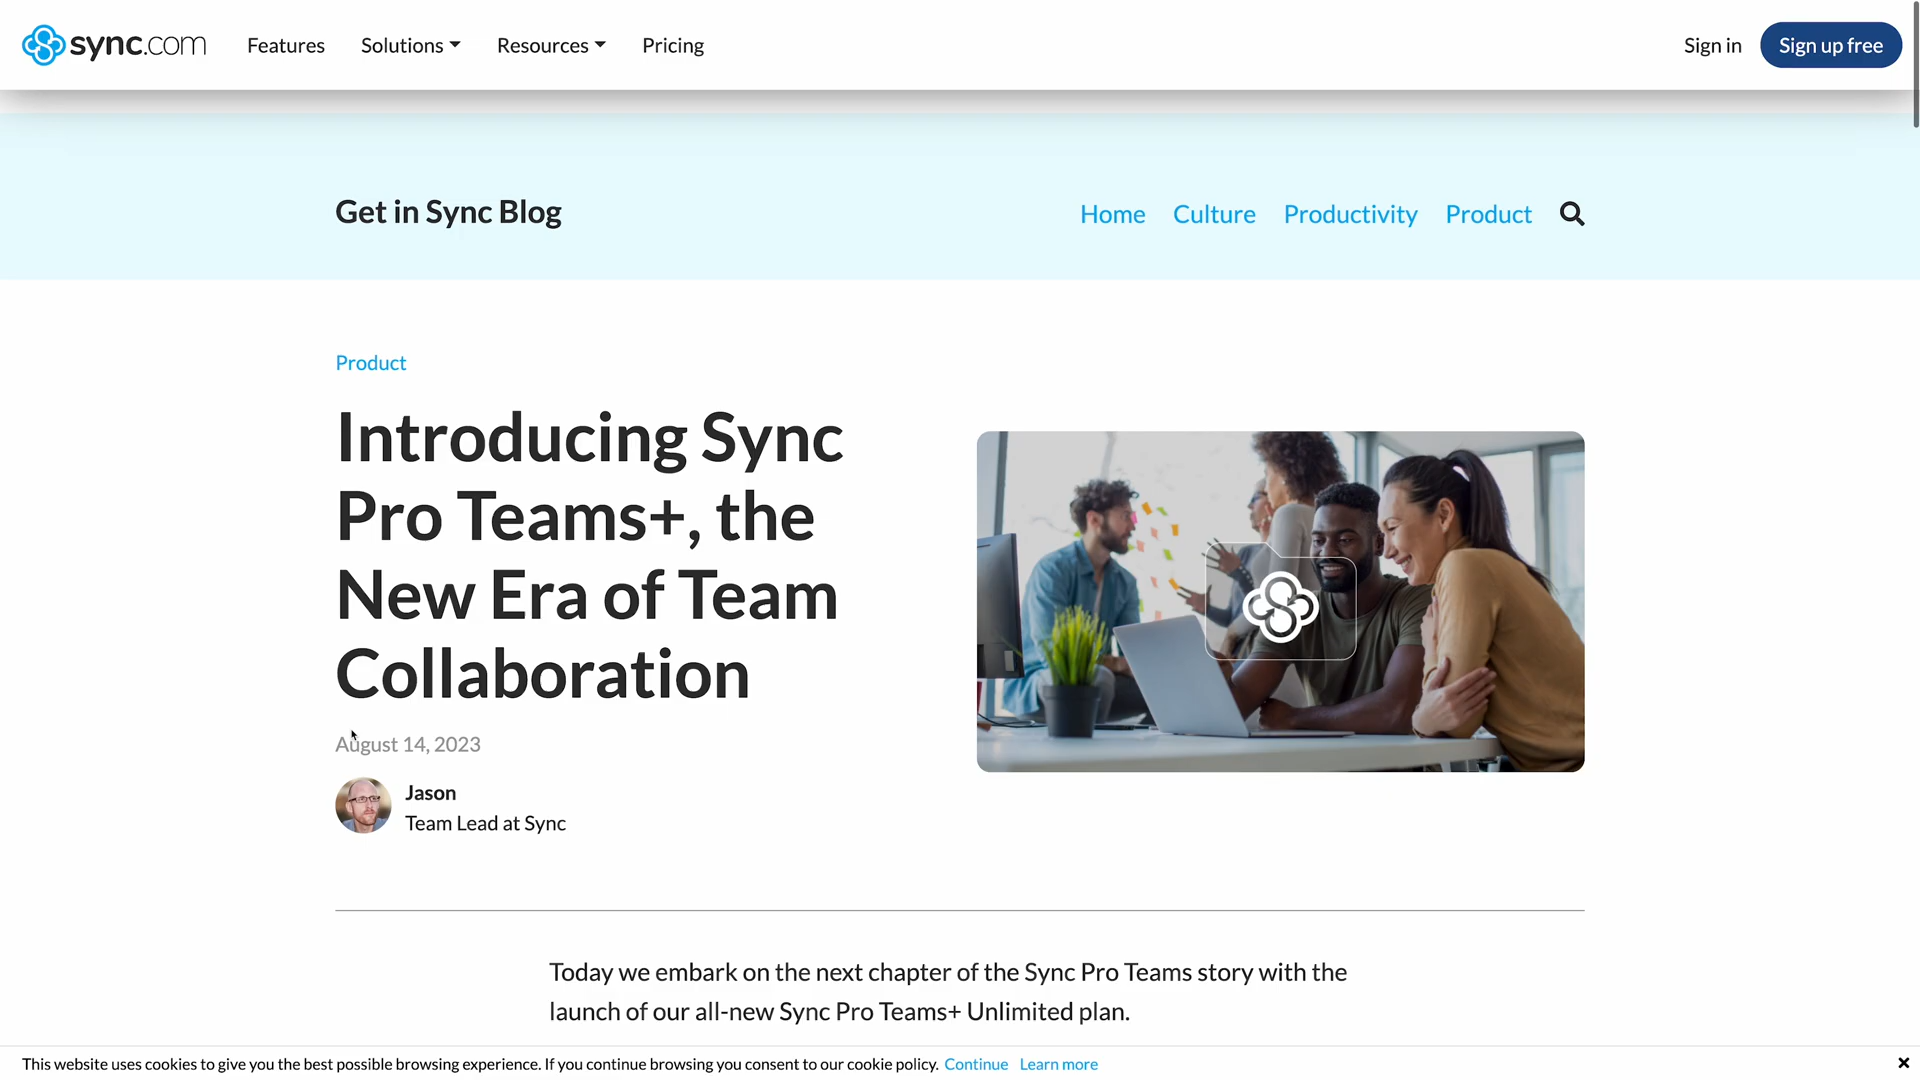 sync.com Features Solutions Resources Pricing Sign in Sign up free
Get in Sync Blog Home Culture Productivity Product
Product
Introducing Sync
Pro Teams+, the
New Era of Team
Collaboration
August 14, 2023
Jason
Team Lead at Sync
Today we embark on the next chapter of the Sync Pro Teams story with the
launch of our all-new Sync Pro Teams+ Unlimited plan.
This website uses cookies to give you the best possible browsing experience. If you continue browsing you consent to our cookie policy. Continue Learn more